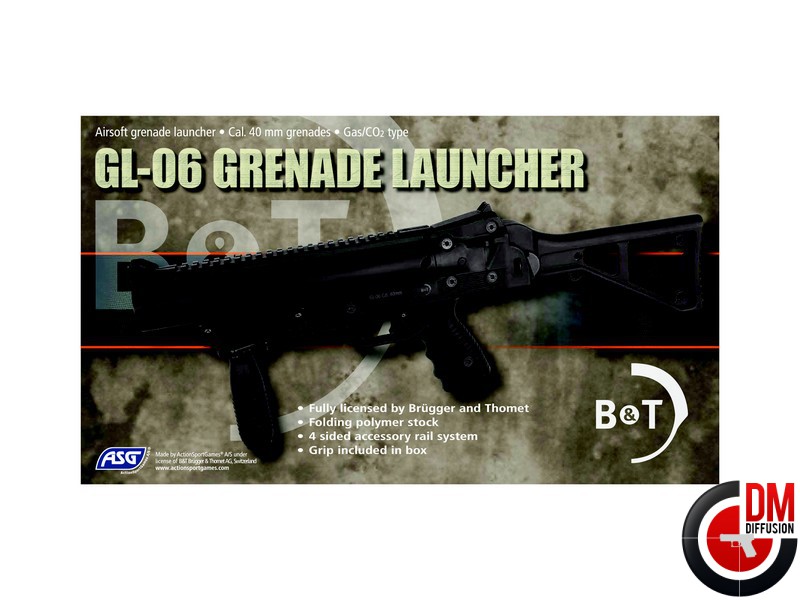 Airsoft grenade launcher • Cal. 40 mm grenades • Gas/CO2 type
GL-06 GRENADE LAUNCHER
B&T
• Fully licensed by Brügger and Thomet
• Folding polymer stock
• 4 sided accessory rail system
• Grip included in box
B&T
ASG
Made by ActionSportGames® A/S under
license of B&T Brügger & Thomet AG, Switzerland
www.actionsportgames.com
DM
DIFFUSION